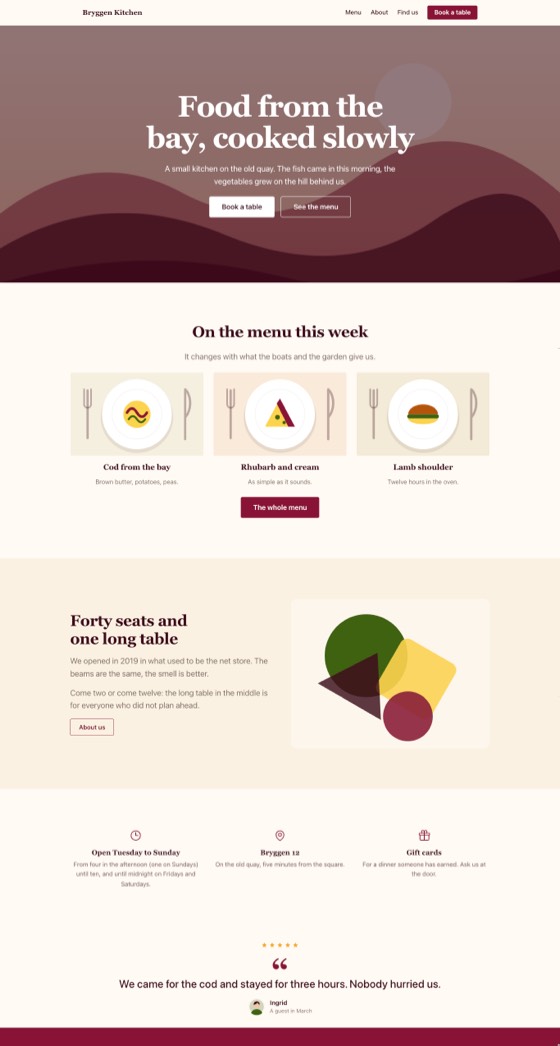 Bryggen Kitchen
Menu About Find us Book a table
Food from the
bay, cooked slowly
A small kitchen on the old quay. The fish came in this morning, the
vegetables grew on the hill behind us.
Book a table See the menu
On the menu this week
It changes with what the boats and the garden give us.
Cod from the bay
Brown butter, potatoes, peas.
Rhubarb and cream
As simple as it sounds.
Lamb shoulder
Twelve hours in the oven.
The whole menu
Forty seats and
one long table
We opened in 2019 in what used to be the net store. The
beams are the same, the smell is better.
Come two or come twelve: the long table in the middle is
for everyone who did not plan ahead.
About us
Open Tuesday to Sunday
From four in the afternoon (one on Sundays)
until ten, and until midnight on Fridays and
Saturdays.
Bryggen 12
On the old quay, five minutes from the square.
Gift cards
For a dinner someone has earned. Ask us at
the door.
We came for the cod and stayed for three hours. Nobody hurried us.
Ingrid
A guest in March